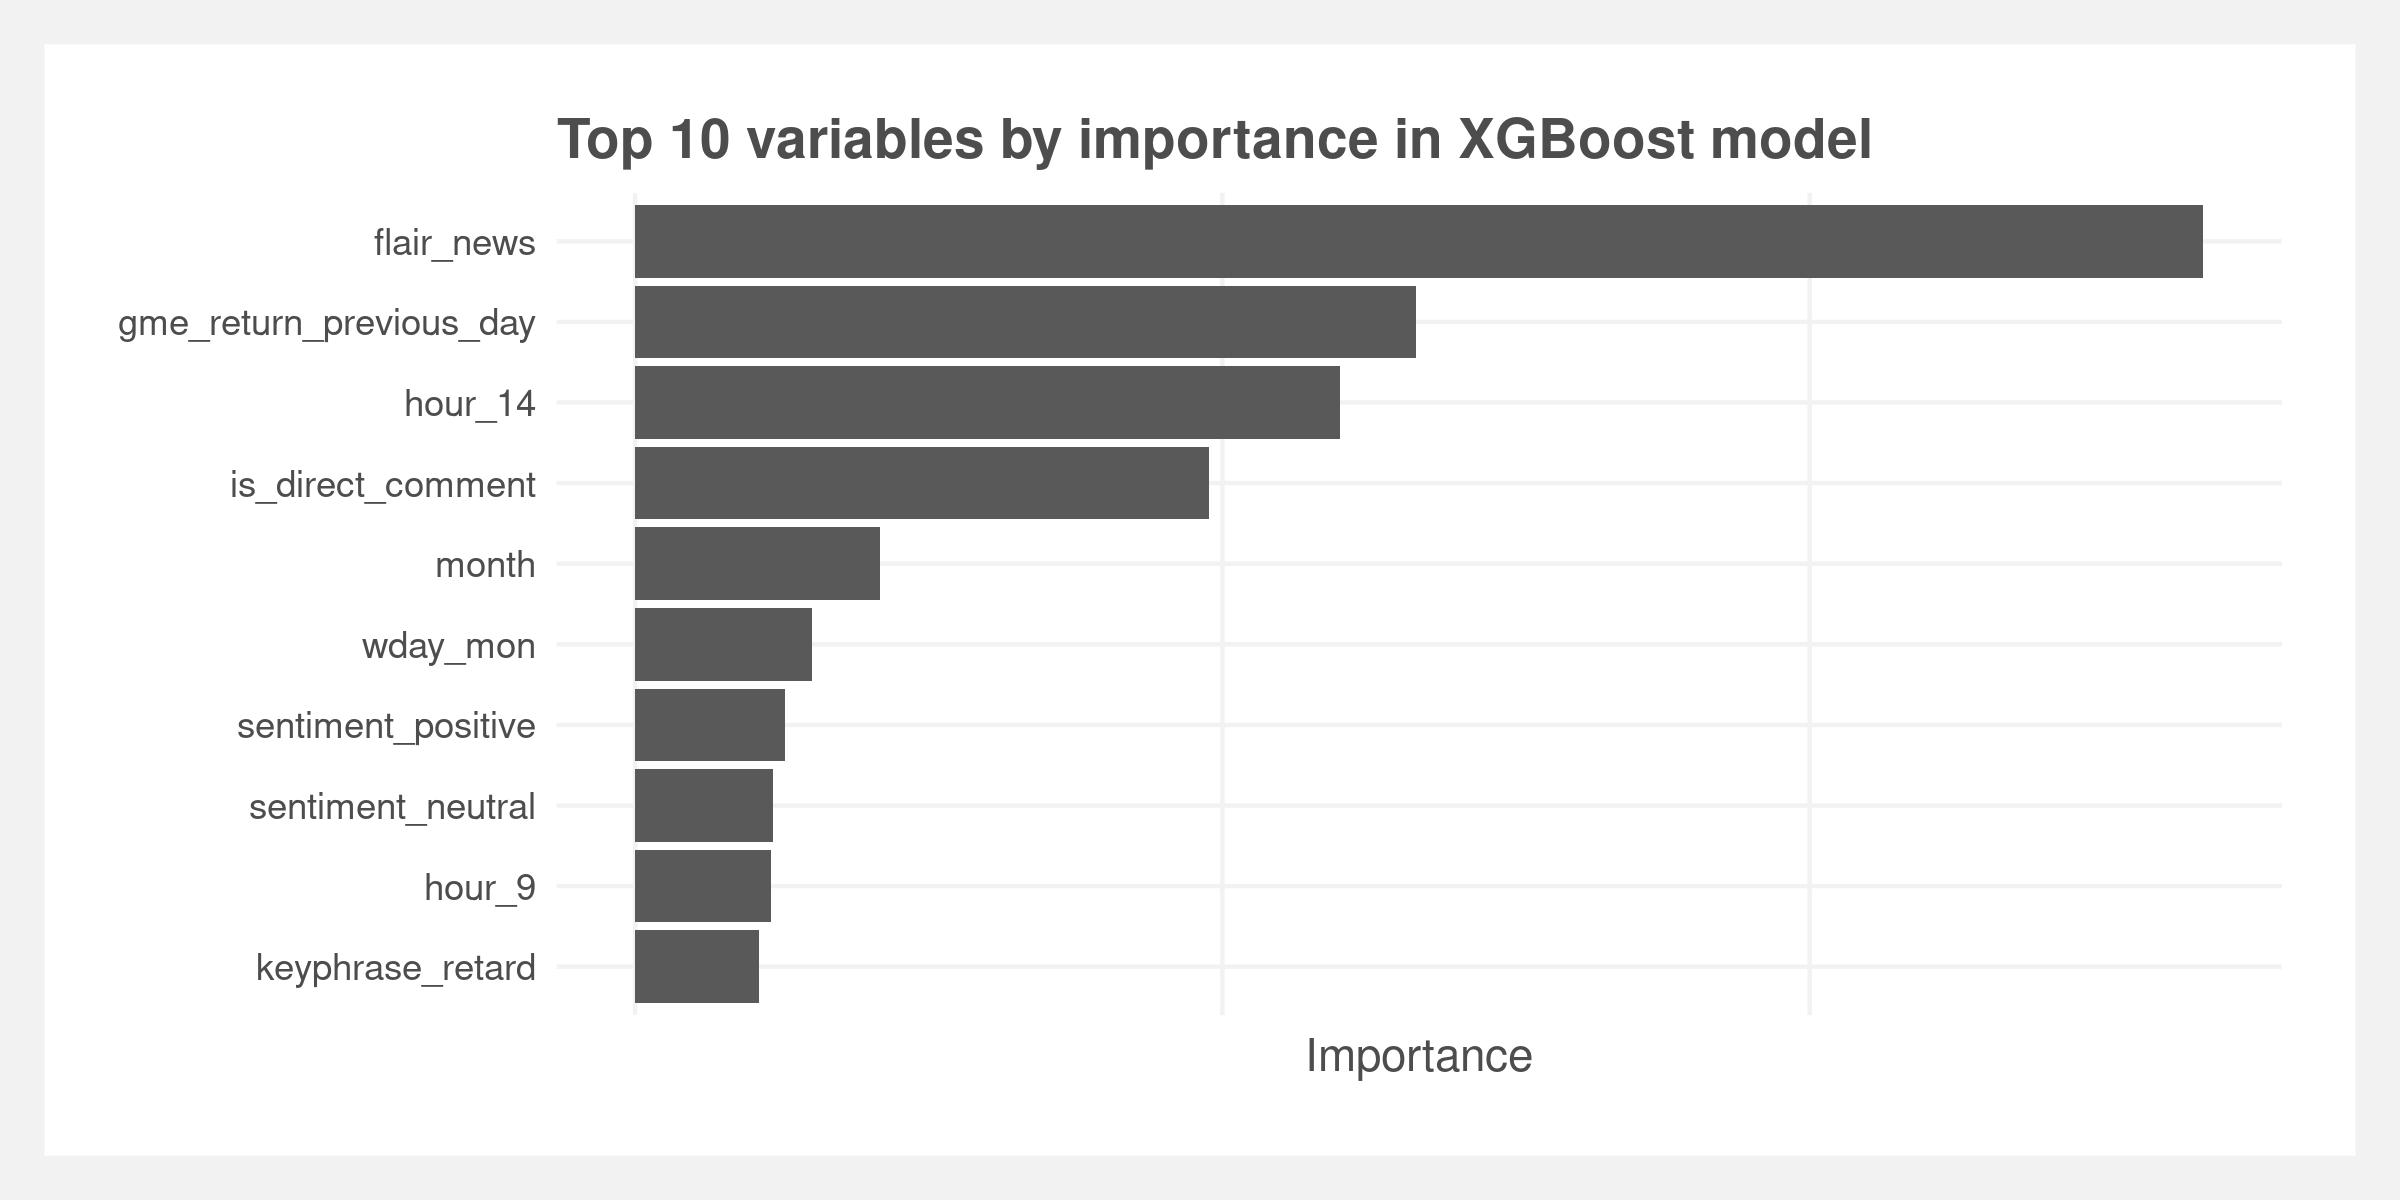 Top 10 variables by importance in XGBoost model
flair_news
gme_return_previous_day
hour_14
is_direct_comment
month
wday_mon
sentiment_positive
sentiment_neutral
hour_9
keyphrase_retard
Importance